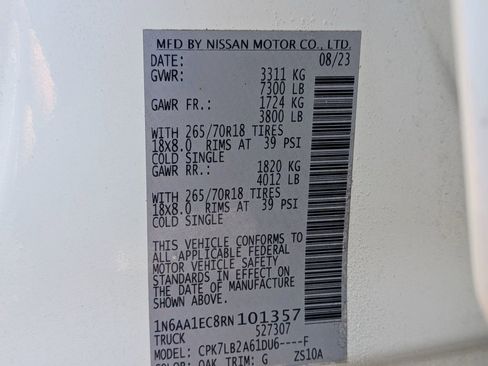 MFD BY NISSAN MOTOR CO., LTD.
DATE: 08/23
GVWR: 3311 KG
7300 LB
GAWR FR.: 1724 KG
3800 LB
WITH 265/70R18 TIRES
18X8.0 RIMS AT 39 PSI
COLD SINGLE
GAWR RR.: 1820 KG
4012 LB
WITH 265/70R18 TIRES
18X8.0 RIMS AT 39 PSI
COLD SINGLE
THIS VEHICLE CONFORMS TO
ALL APPLICABLE FEDERAL
MOTOR VEHICLE SAFETY
STANDARDS IN EFFECT ON
THE DATE OF MANUFACTURE
SHOWN ABOVE.
1N6AA1EC8RN101357
TRUCK 527307
MODEL: CPK7LB2A61DU6----F
COLOR: QAK TRIM: G ZS10A